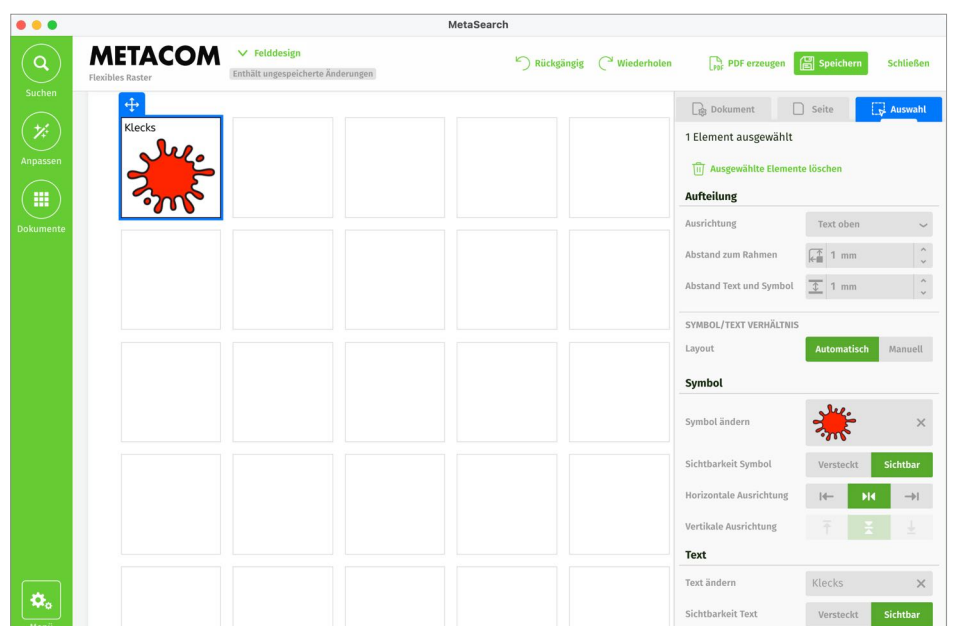 MetaSearch
Suchen
Anpassen
Dokumente
Menü
METACOM
Flexibles Raster
Felddesign
Enthält ungespeicherte Änderungen
Rückgängig
Wiederholen
PDF
PDF erzeugen
Speichern
Schließen
Klecks
Dokument
Seite
Auswahl
1 Element ausgewählt
Ausgewählte Elemente löschen
Aufteilung
Ausrichtung
Text oben
Abstand zum Rahmen
1 mm
Abstand Text und Symbol
1 mm
SYMBOL/TEXT VERHÄLTNIS
Layout
Automatisch
Manuell
Symbol
Symbol ändern
Sichtbarkeit Symbol
Versteckt
Sichtbar
Horizontale Ausrichtung
Vertikale Ausrichtung
Text
Text ändern
Klecks
Sichtbarkeit Text
Versteckt
Sichtbar